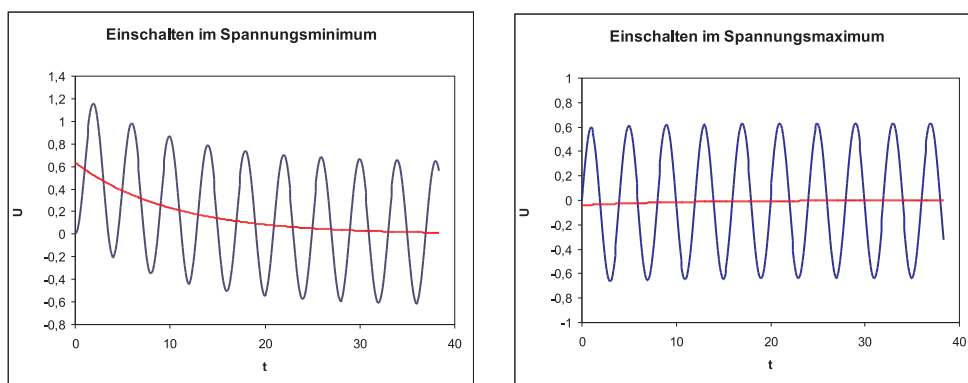 Einschalten im Spannungsminimum
1,4
1,2
1
0,8
0,6
0,4
0,2
0
-0,2
-0,4
-0,6
-0,8
U
0 10 20 30 40
t
Einschalten im Spannungsmaximum
1
0,8
0,6
0,4
0,2
0
-0,2
-0,4
-0,6
-0,8
-1
U
0 10 20 30 40
t